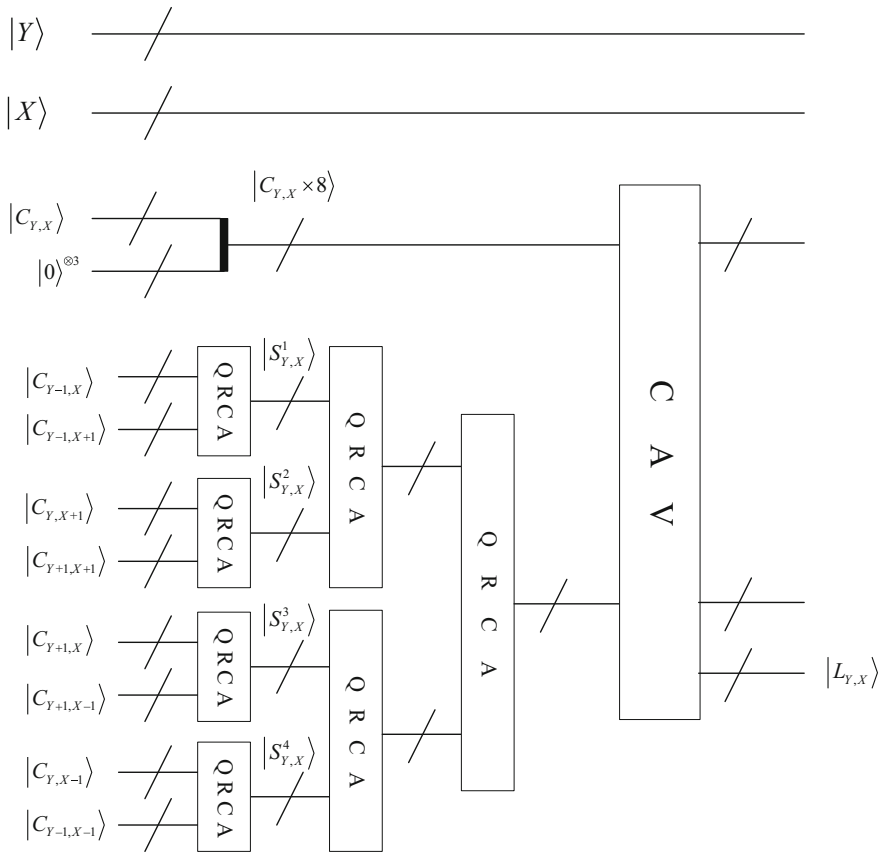 |Y⟩
|X⟩
|C_{Y,X} × 8⟩
|C_{Y,X}⟩
|0⟩^{⊗3}
|S^1_{Y,X}⟩
|C_{Y−1,X}⟩
QRCA
|C_{Y−1,X+1}⟩
QRCA
CAV
|S^2_{Y,X}⟩
|C_{Y,X+1}⟩
QRCA
|C_{Y+1,X+1}⟩
QRCA
|S^3_{Y,X}⟩
|C_{Y+1,X}⟩
QRCA
|C_{Y+1,X−1}⟩
QRCA
|L_{Y,X}⟩
|S^4_{Y,X}⟩
|C_{Y,X−1}⟩
QRCA
|C_{Y−1,X−1}⟩